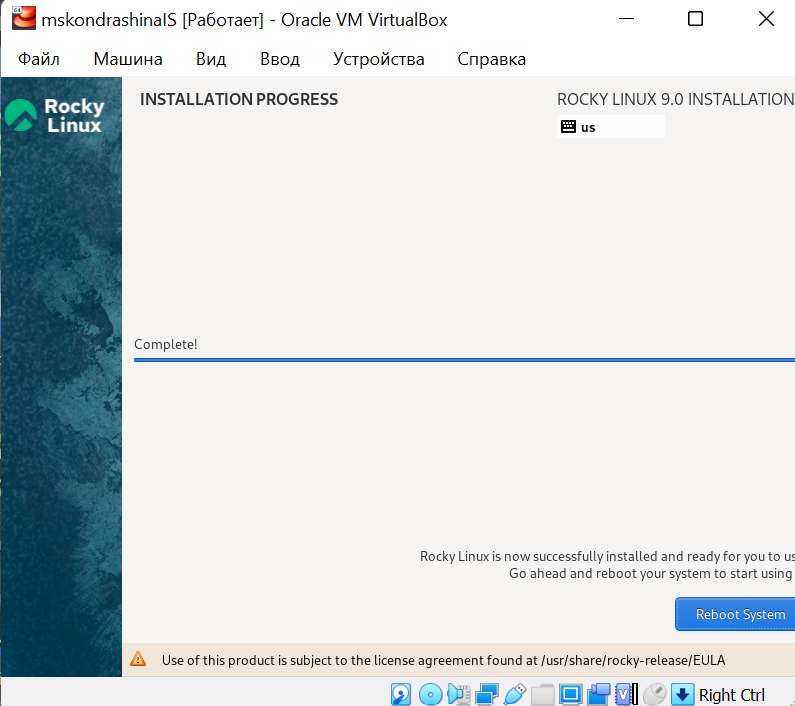 mskondrashinaIS [Работает] - Oracle VM VirtualBox
Файл Машина Вид Ввод Устройства Справка
Rocky
Linux
INSTALLATION PROGRESS
ROCKY LINUX 9.0 INSTALLATION
us
Complete!
Rocky Linux is now successfully installed and ready for you to us
Go ahead and reboot your system to start using
Reboot System
Use of this product is subject to the license agreement found at /usr/share/rocky-release/EULA
Right Ctrl